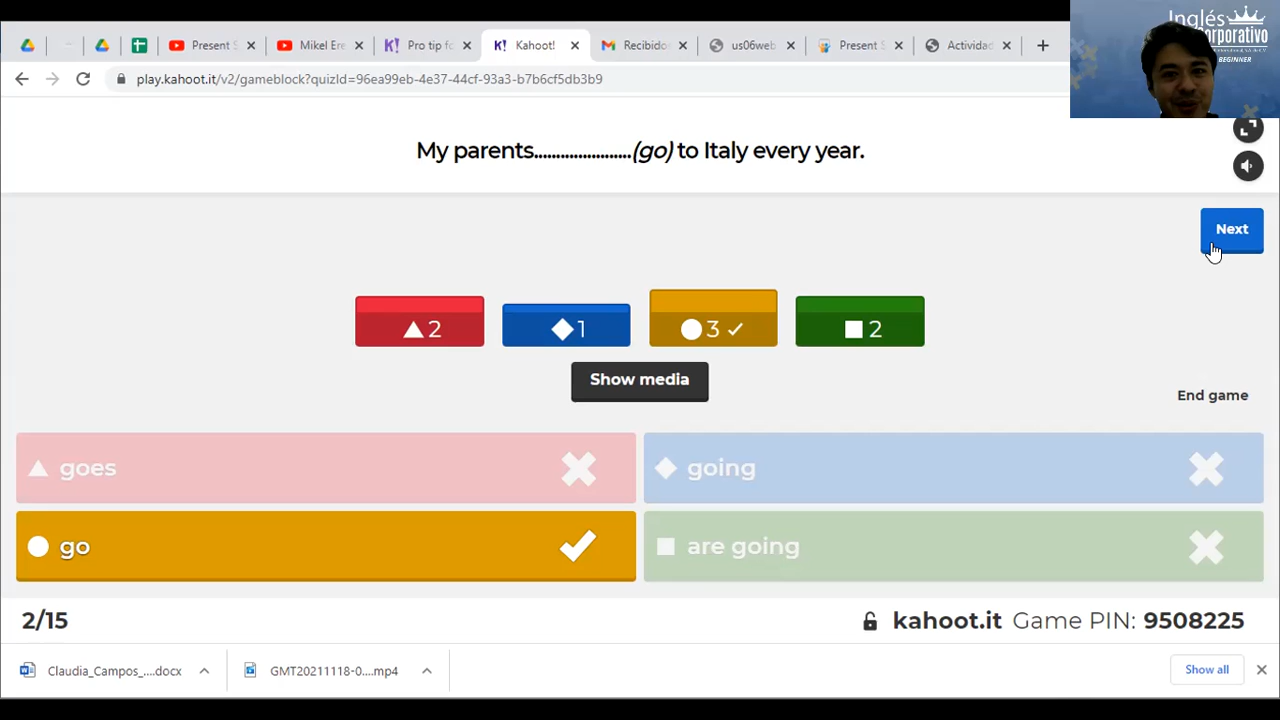 Present S
Mikel Ere
Pro tip fo
Kahoot!
Recibido
us06web
Present S
Actividad
play.kahoot.it/v2/gameblock?quizId=96ea99eb-4e37-44cf-93a3-b7b6cf5db3b9
Inglés
BEGINNER
My parents......................(go) to Italy every year.
Next
2
1
3
2
Show media
End game
goes
going
go
are going
2/15
kahoot.it Game PIN: 9508225
Claudia_Campos_....docx
GMT20211118-0....mp4
Show all